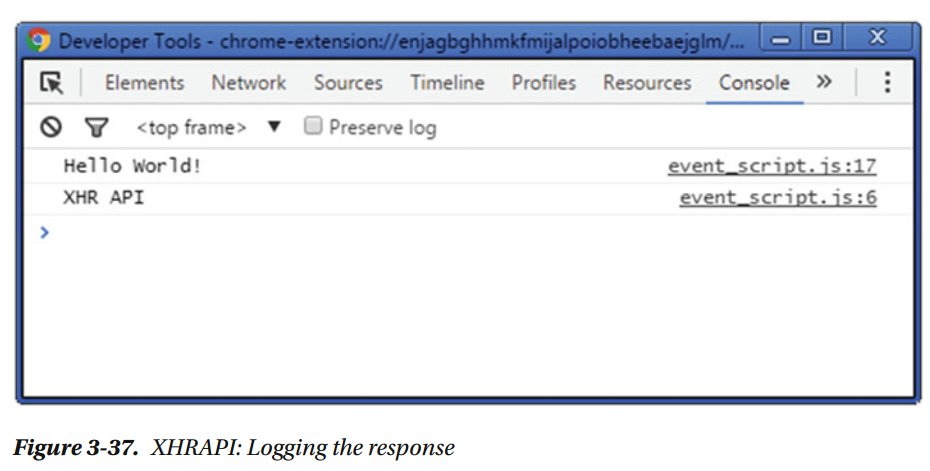 Developer Tools - chrome-extension://enjagbghhmkfmijalpoiobheebaejglm/...
Elements Network Sources Timeline Profiles Resources Console »
<top frame> ▼ Preserve log
Hello World! event_script.js:17
XHR API event_script.js:6
>
Figure 3-37. XHRAPI: Logging the response